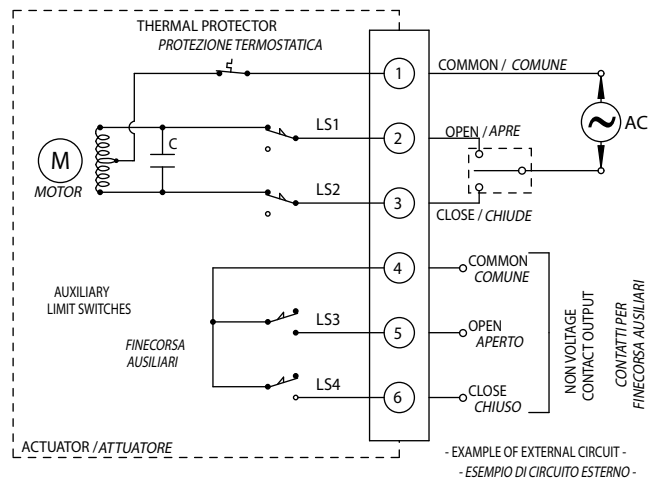 THERMAL PROTECTOR
PROTEZIONE TERMOSTATICA
1
COMMON / COMUNE
AC
LS1
2
OPEN / APRE
C
M
MOTOR
LS2
3
CLOSE / CHIUDE
4
COMMON
COMUNE
AUXILIARY
LIMIT SWITCHES
FINECORSA
AUSILIARI
LS3
5
OPEN
APERTO
LS4
6
CLOSE
CHIUSO
NON VOLTAGE
CONTACT OUTPUT
CONTATTI PER
FINECORSA AUSILIARI
ACTUATOR / ATTUATORE
- EXAMPLE OF EXTERNAL CIRCUIT -
- ESEMPIO DI CIRCUITO ESTERNO -